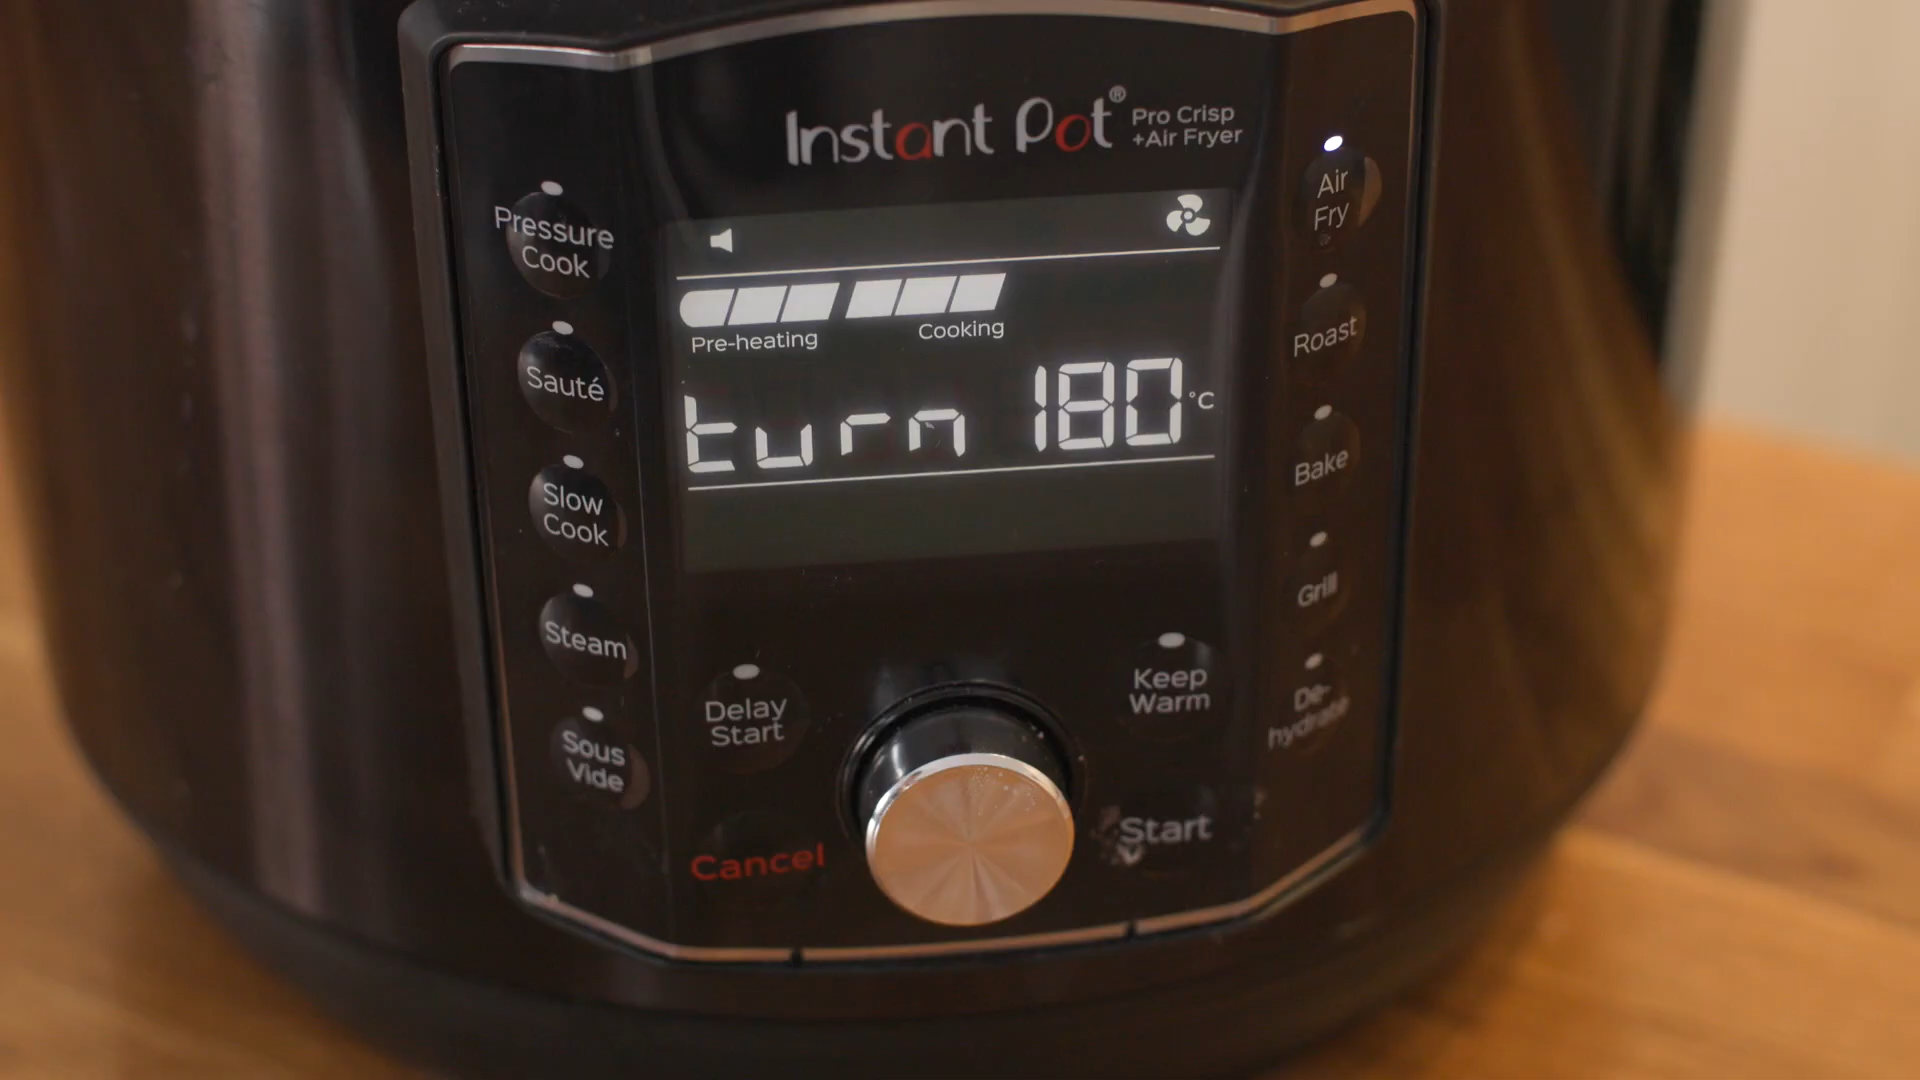 Instant Pot® Pro Crisp
+Air Fryer
Pressure
Cook
Sauté
Slow
Cook
Steam
Sous
Vide
Pre-heating Cooking
turn 180°C
Delay
Start
Keep
Warm
Cancel
Start
Air
Fry
Roast
Bake
Grill
De-
hydrate